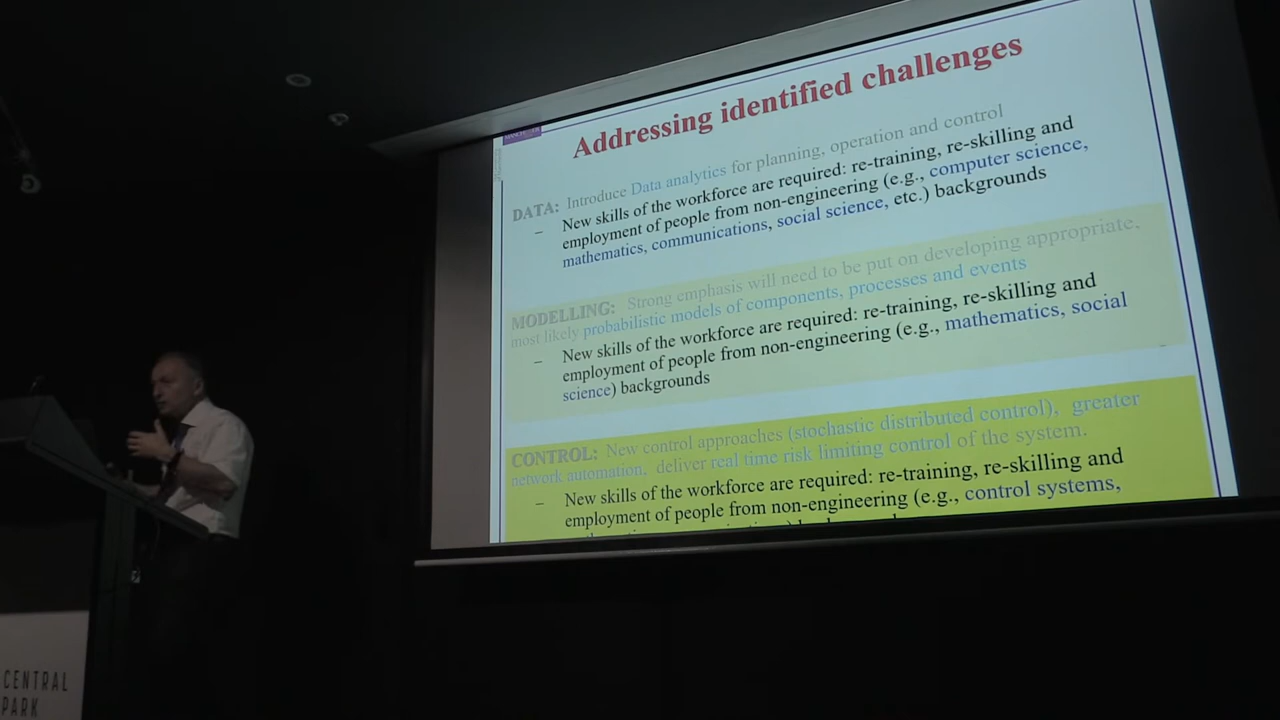 Addressing identified challenges
DATA: Introduce Data analytics for planning, operation and control
– New skills of the workforce are required: re-training, re-skilling and
employment of people from non-engineering (e.g., computer science,
mathematics, communications, social science, etc.) backgrounds
MODELLING: Strong emphasis will need to be put on developing appropriate,
most likely probabilistic models of components, processes and events
– New skills of the workforce are required: re-training, re-skilling and
employment of people from non-engineering (e.g., mathematics, social
science) backgrounds
CONTROL: New control approaches (stochastic distributed control), greater
network automation, deliver real time risk limiting control of the system.
– New skills of the workforce are required: re-training, re-skilling and
employment of people from non-engineering (e.g., control systems,
CENTRAL
PARK